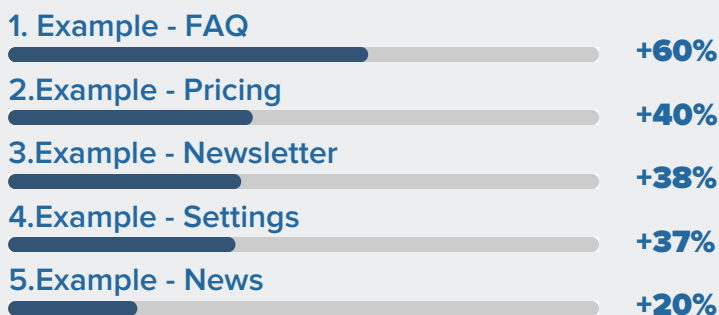 1. Example - FAQ
+60%
2.Example - Pricing
+40%
3.Example - Newsletter
+38%
4.Example - Settings
+37%
5.Example - News
+20%